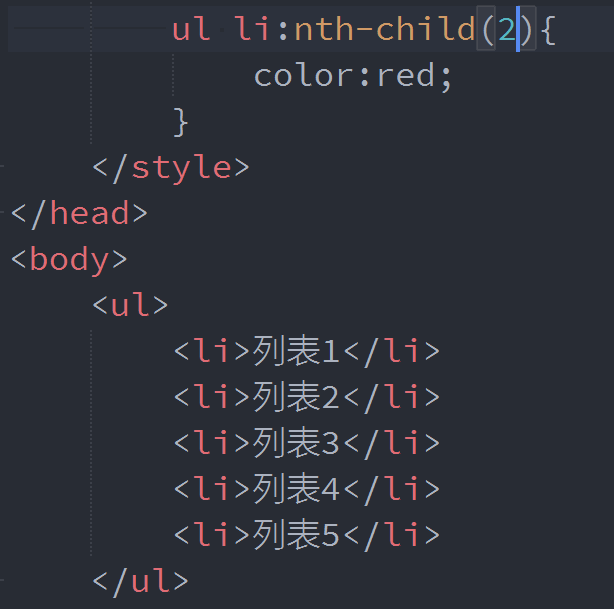 ul li:nth-child(2){
color:red;
}
</style>
</head>
<body>
<ul>
<li>列表1</li>
<li>列表2</li>
<li>列表3</li>
<li>列表4</li>
<li>列表5</li>
</ul>